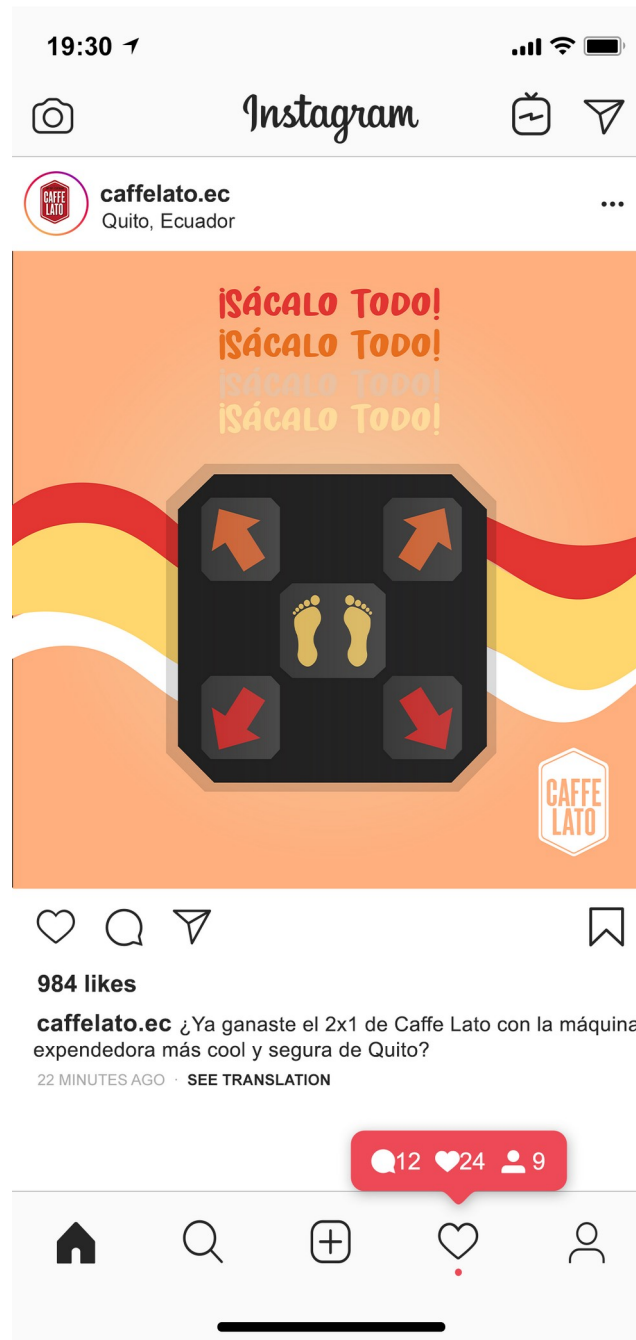 19:30
Instagram
CAFFE
LATO
caffelato.ec
Quito, Ecuador
¡SÁCALO TODO!
¡SÁCALO TODO!
¡SÁCALO TODO!
¡SÁCALO TODO!
CAFFE
LATO
984 likes
caffelato.ec ¿Ya ganaste el 2x1 de Caffe Lato con la máquina
expendedora más cool y segura de Quito?
22 MINUTES AGO · SEE TRANSLATION
12 24 9